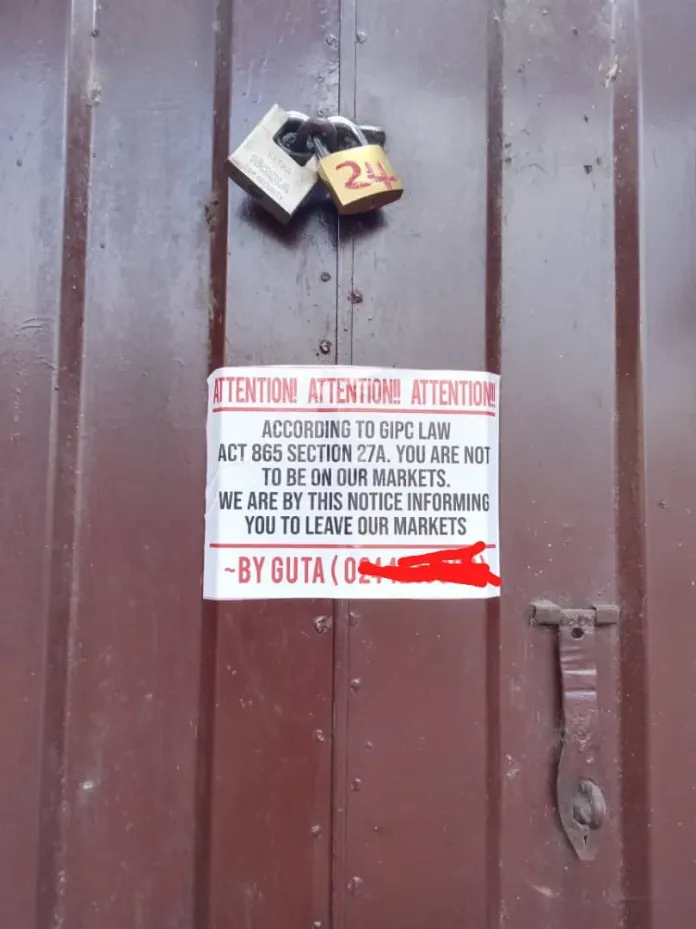 24
ATTENTION! ATTENTION!! ATTENTION!!
ACCORDING TO GIPC LAW
ACT 865 SECTION 27A. YOU ARE NOT
TO BE ON OUR MARKETS.
WE ARE BY THIS NOTICE INFORMING
YOU TO LEAVE OUR MARKETS
~BY GUTA (